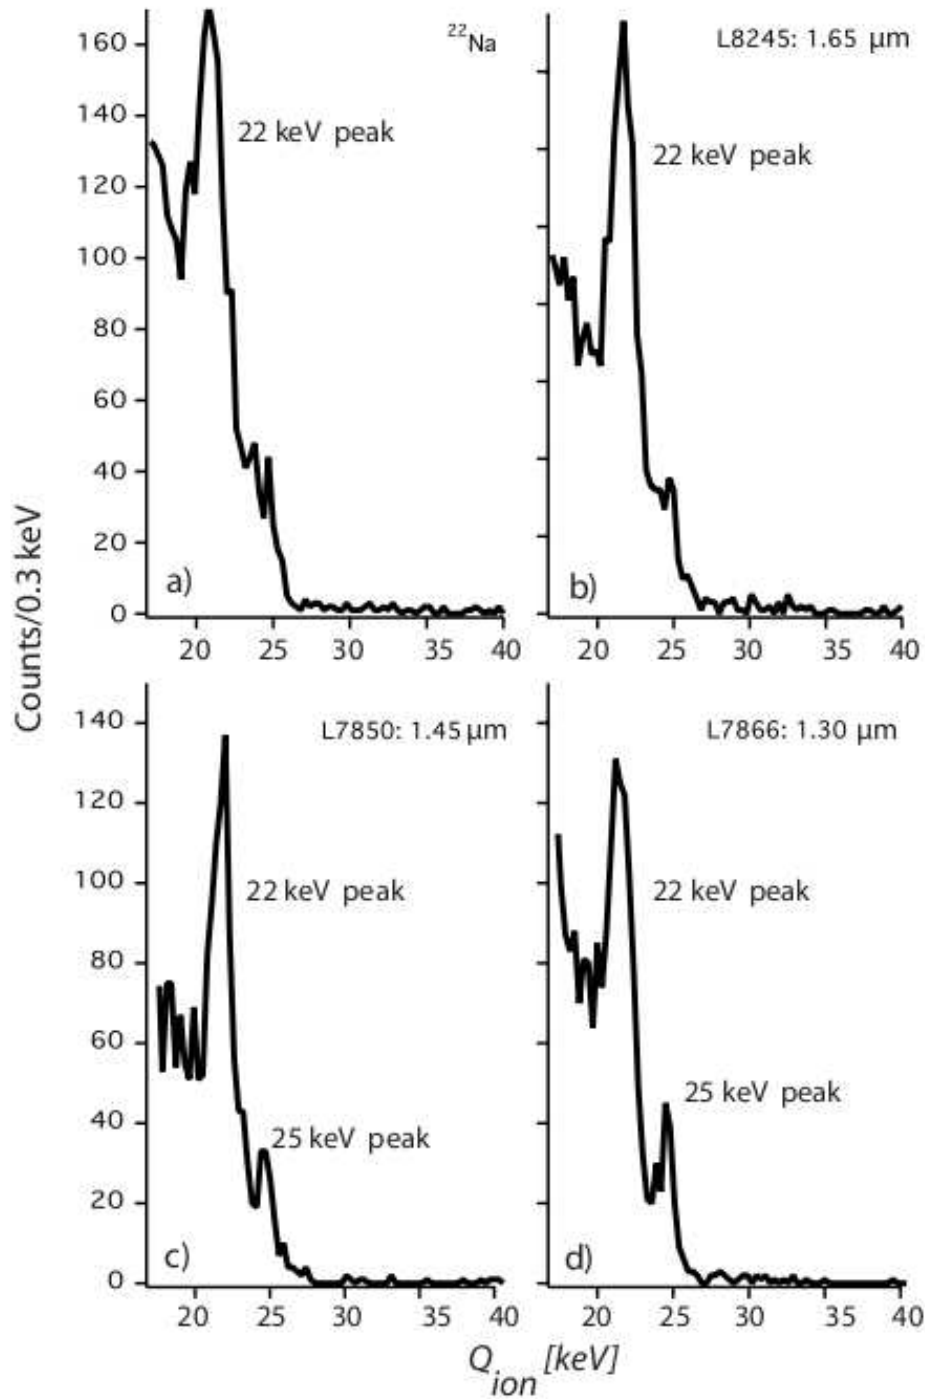 160
140
120
100
80
60
40
20
0
²²Na
22 keV peak
a)
20 25 30 35 40
L8245: 1.65 μm
22 keV peak
b)
20 25 30 35 40
Counts/0.3 keV
140
120
100
80
60
40
20
0
L7850: 1.45 μm
22 keV peak
25 keV peak
c)
20 25 30 35 40
L7866: 1.30 μm
22 keV peak
25 keV peak
d)
20 25 30 35 40
Q_ion [keV]